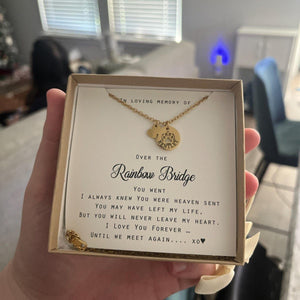 IN LOVING MEMORY OF
OVER THE
Rainbow Bridge
YOU WENT
I ALWAYS KNEW YOU WERE HEAVEN SENT
YOU MAY HAVE LEFT MY LIFE,
BUT YOU WILL NEVER LEAVE MY HEART.
I LOVE YOU FOREVER –
UNTIL WE MEET AGAIN.... XO♥